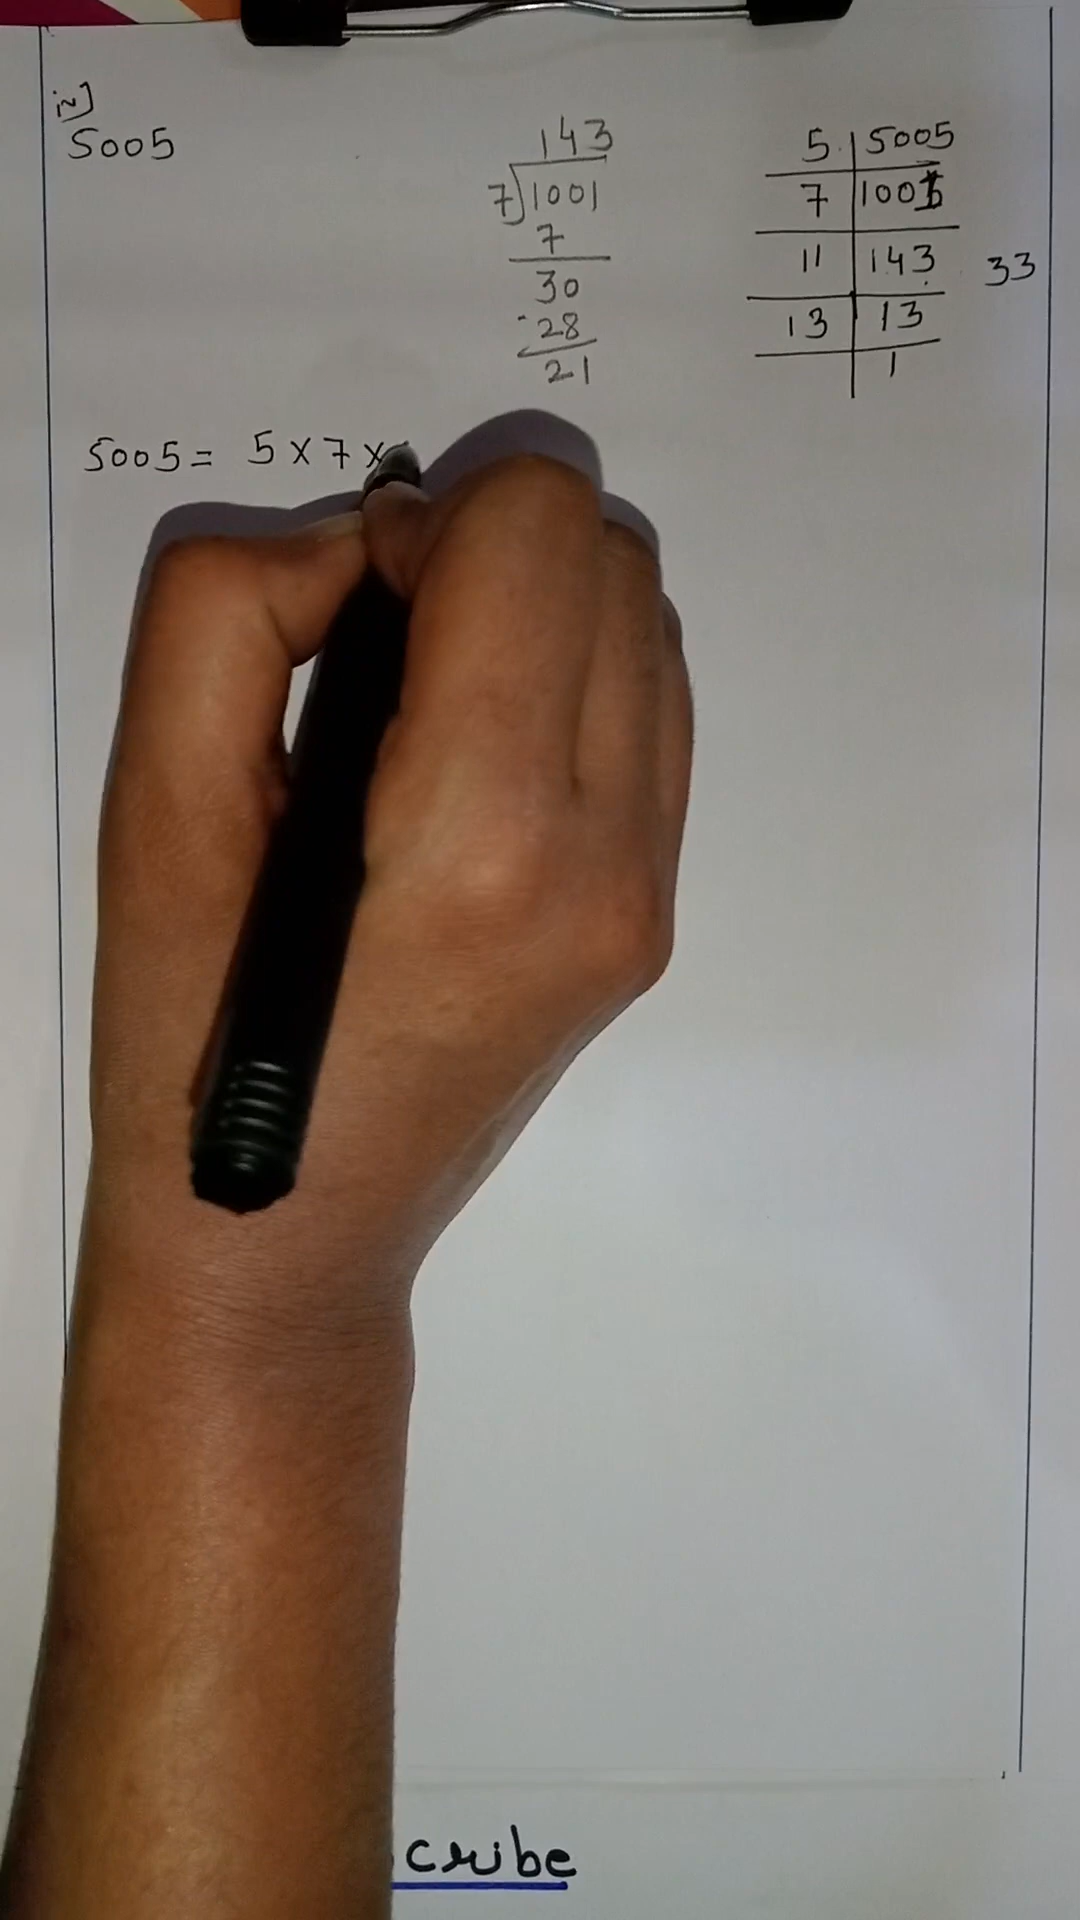 iv]
5005
143
7)1001
7
30
28
21
5 | 5005
7 | 1001
11 | 143
13 | 13
1
33
5005 = 5 × 7 ×
cribe